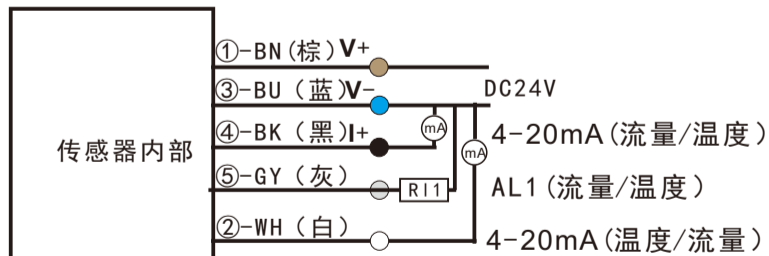 ①-BN(棕)V+
③-BU（蓝）V-
DC24V
④-BK（黑）I+
mA
4-20mA(流量/温度)
传感器内部
mA
⑤-GY（灰）
RI1
AL1(流量/温度)
②-WH（白）
4-20mA(温度/流量)